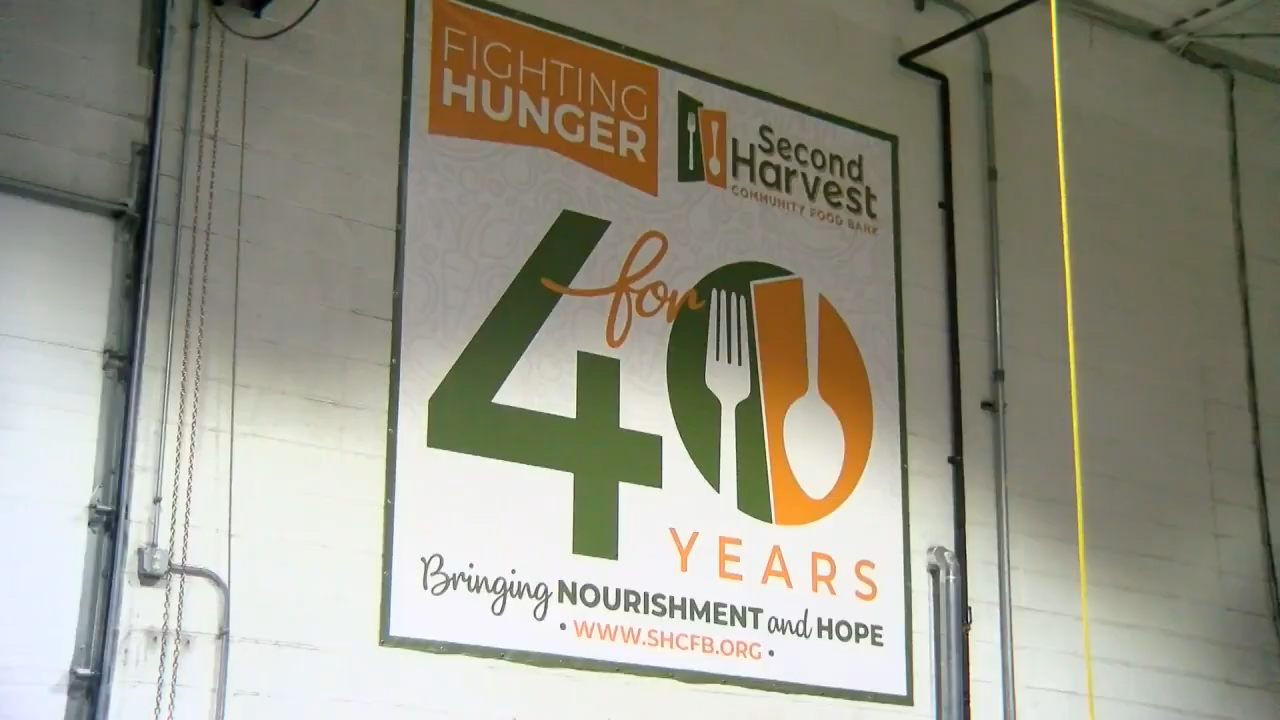 FIGHTING
HUNGER
Second
Harvest
COMMUNITY FOOD BANK
for
40
YEARS
Bringing NOURISHMENT and HOPE
• WWW.SHCFB.ORG •